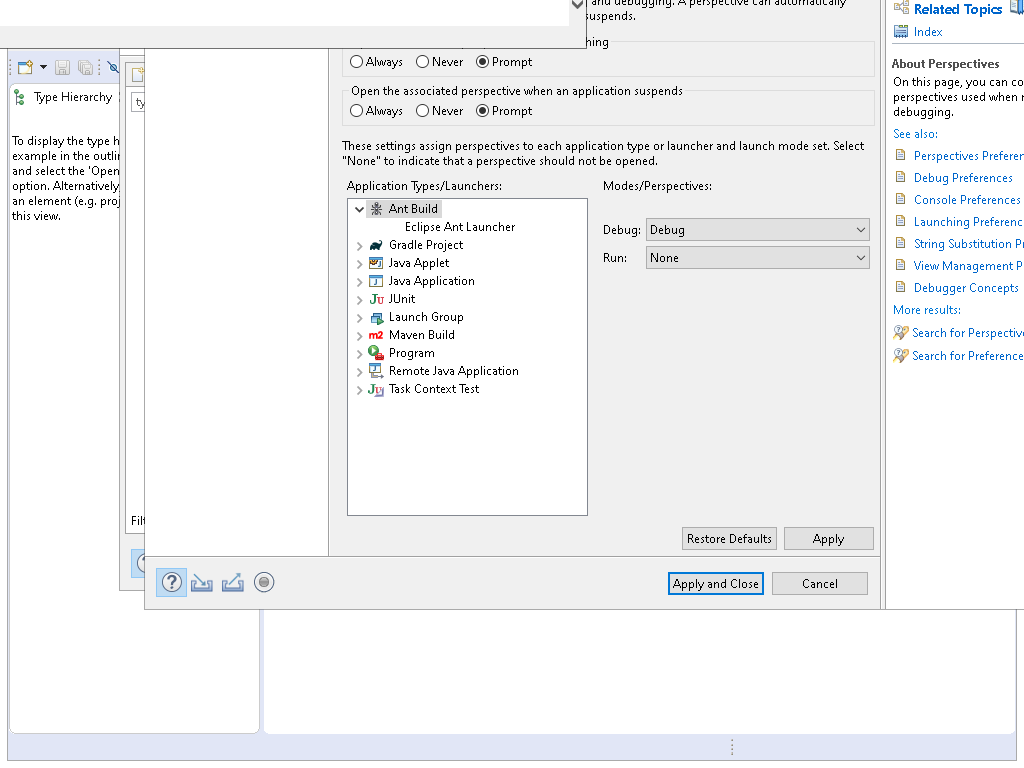 and debugging. A perspective can automatically
suspends.
hing
Always
Never
Prompt
Open the associated perspective when an application suspends
Always
Never
Prompt
These settings assign perspectives to each application type or launcher and launch mode set. Select
"None" to indicate that a perspective should not be opened.
Application Types/Launchers:
Modes/Perspectives:
Ant Build
Eclipse Ant Launcher
Gradle Project
Java Applet
Java Application
JUnit
Launch Group
Maven Build
Program
Remote Java Application
Task Context Test
Debug:
Debug
Run:
None
Restore Defaults
Apply
Apply and Close
Cancel
Type Hierarchy
To display the type h
example in the outlin
and select the 'Open
option. Alternatively
an element (e.g. proj
this view.
ty
Filt
Related Topics
Index
About Perspectives
On this page, you can co
perspectives used when r
debugging.
See also:
Perspectives Preferen
Debug Preferences
Console Preferences
Launching Preferenc
String Substitution Pr
View Management P
Debugger Concepts
More results:
Search for Perspective
Search for Preference